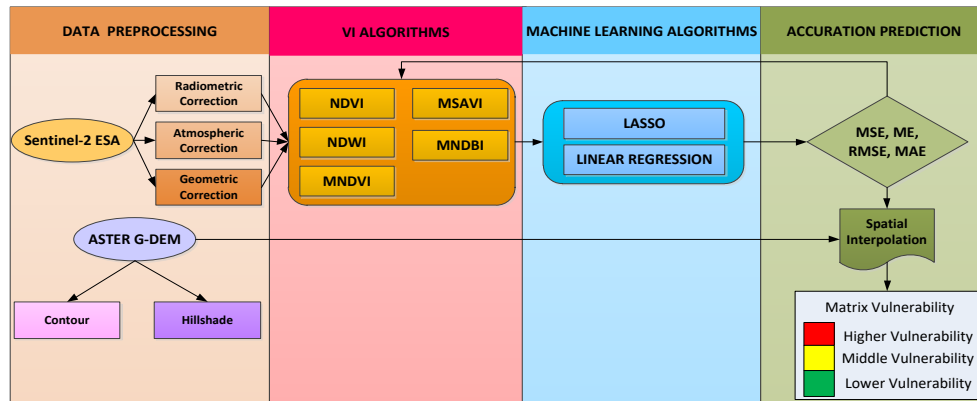 DATA PREPROCESSING
VI ALGORITHMS
MACHINE LEARNING ALGORITHMS
ACCURATION PREDICTION
Sentinel-2 ESA
Radiometric
Correction
Atmospheric
Correction
Geometric
Correction
ASTER G-DEM
Contour
Hillshade
NDVI
MSAVI
NDWI
MNDBI
MNDVI
LASSO
LINEAR REGRESSION
MSE, ME,
RMSE, MAE
Spatial
Interpolation
Matrix Vulnerability
Higher Vulnerability
Middle Vulnerability
Lower Vulnerability